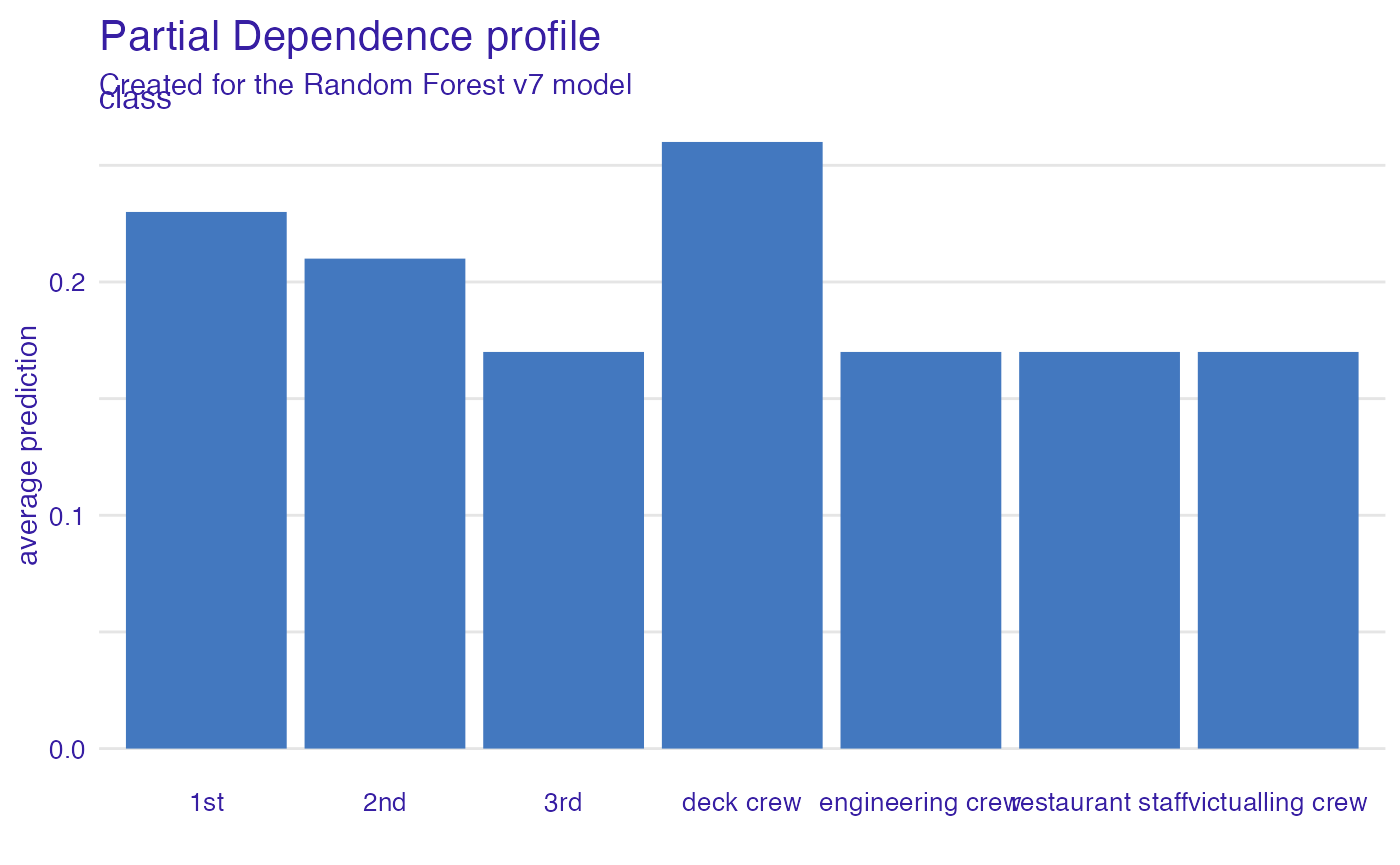 Partial Dependence profile
Created for the Random Forest v7 model
class
average prediction
0.2
0.1
0.0
1st 2nd 3rd deck crew engineering crew restaurant staff victualling crew